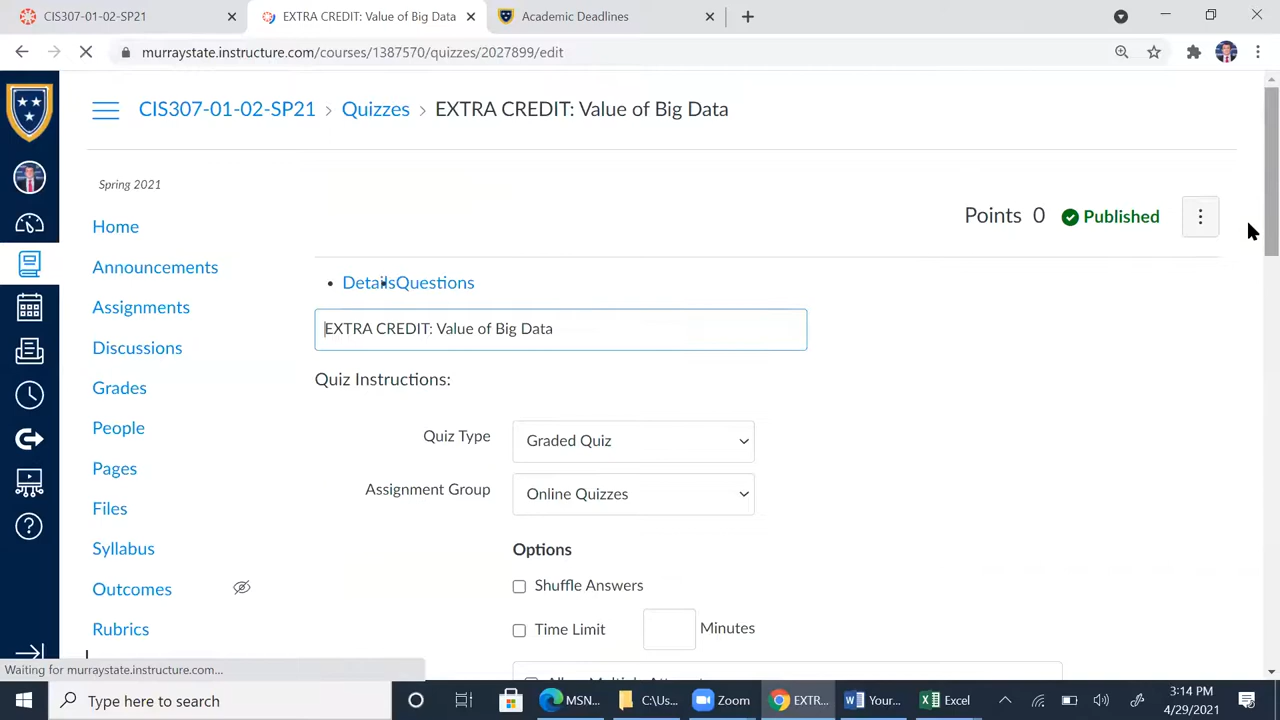 CIS307-01-02-SP21
EXTRA CREDIT: Value of Big Data
Academic Deadlines
murraystate.instructure.com/courses/1387570/quizzes/2027899/edit
CIS307-01-02-SP21 › Quizzes › EXTRA CREDIT: Value of Big Data
Spring 2021
Points 0 Published
Home
Announcements
Assignments
Discussions
Grades
People
Pages
Files
Syllabus
Outcomes
Rubrics
Details
Questions
EXTRA CREDIT: Value of Big Data
Quiz Instructions:
Quiz Type Graded Quiz
Assignment Group Online Quizzes
Options
Shuffle Answers
Time Limit Minutes
Waiting for murraystate.instructure.com...
Type here to search
MSN...
C:\Us...
Zoom
EXTR...
Your...
Excel
3:14 PM
4/29/2021